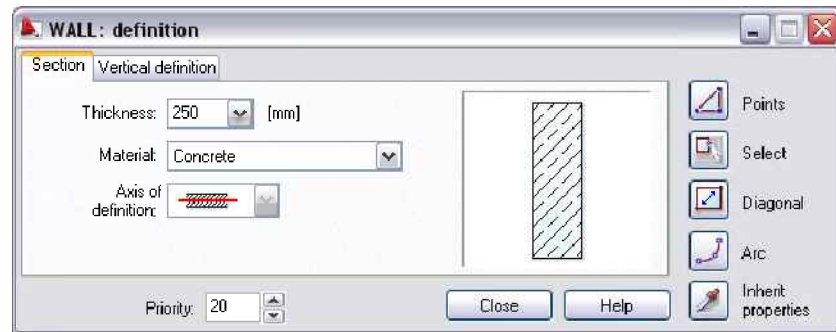 WALL: definition
Section Vertical definition
Thickness: 250 [mm]
Material: Concrete
Axis of
definition:
Priority: 20
Close Help
Points
Select
Diagonal
Arc
Inherit
properties